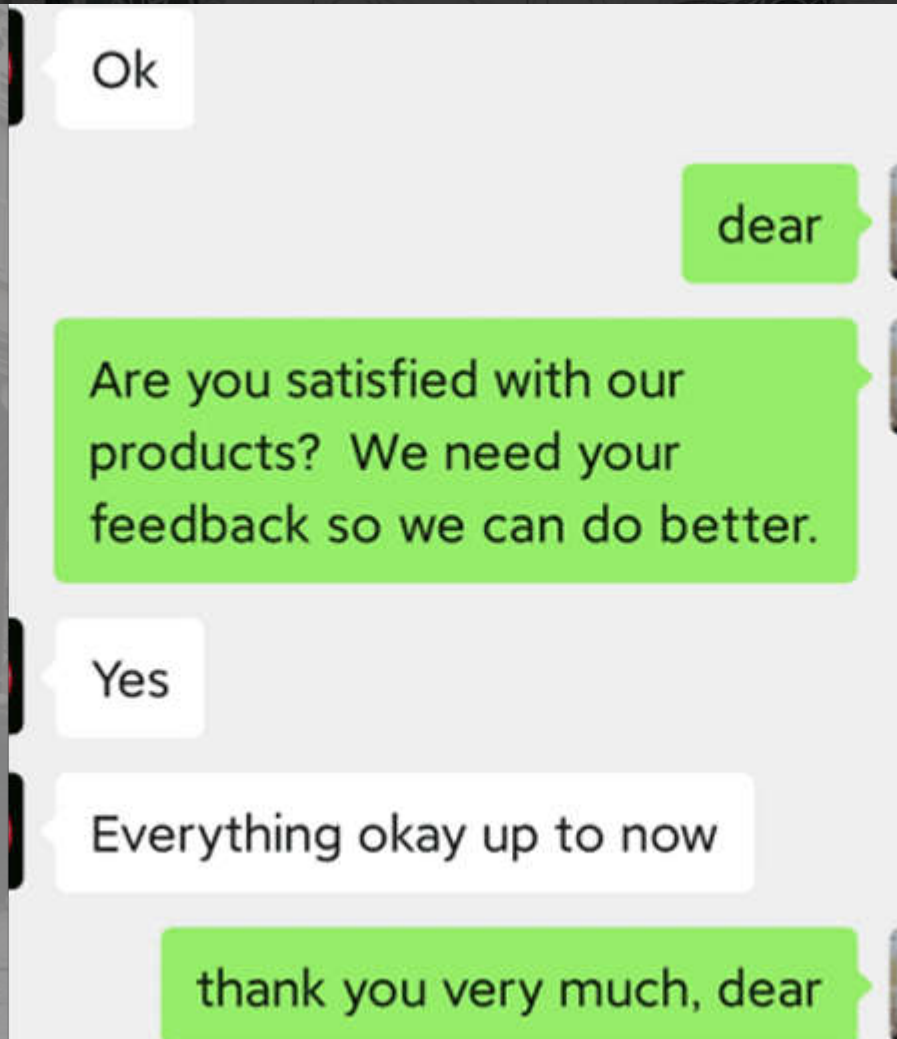 Ok
dear
Are you satisfied with our
products?  We need your
feedback so we can do better.
Yes
Everything okay up to now
thank you very much, dear